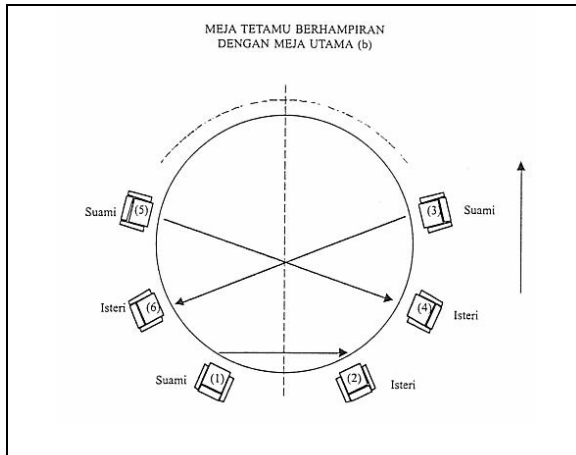 MEJA TETAMU BERHAMPIRAN
DENGAN MEJA UTAMA (b)
Suami (5)
(3) Suami
Isteri (6)
(4) Isteri
Suami (1)
(2) Isteri